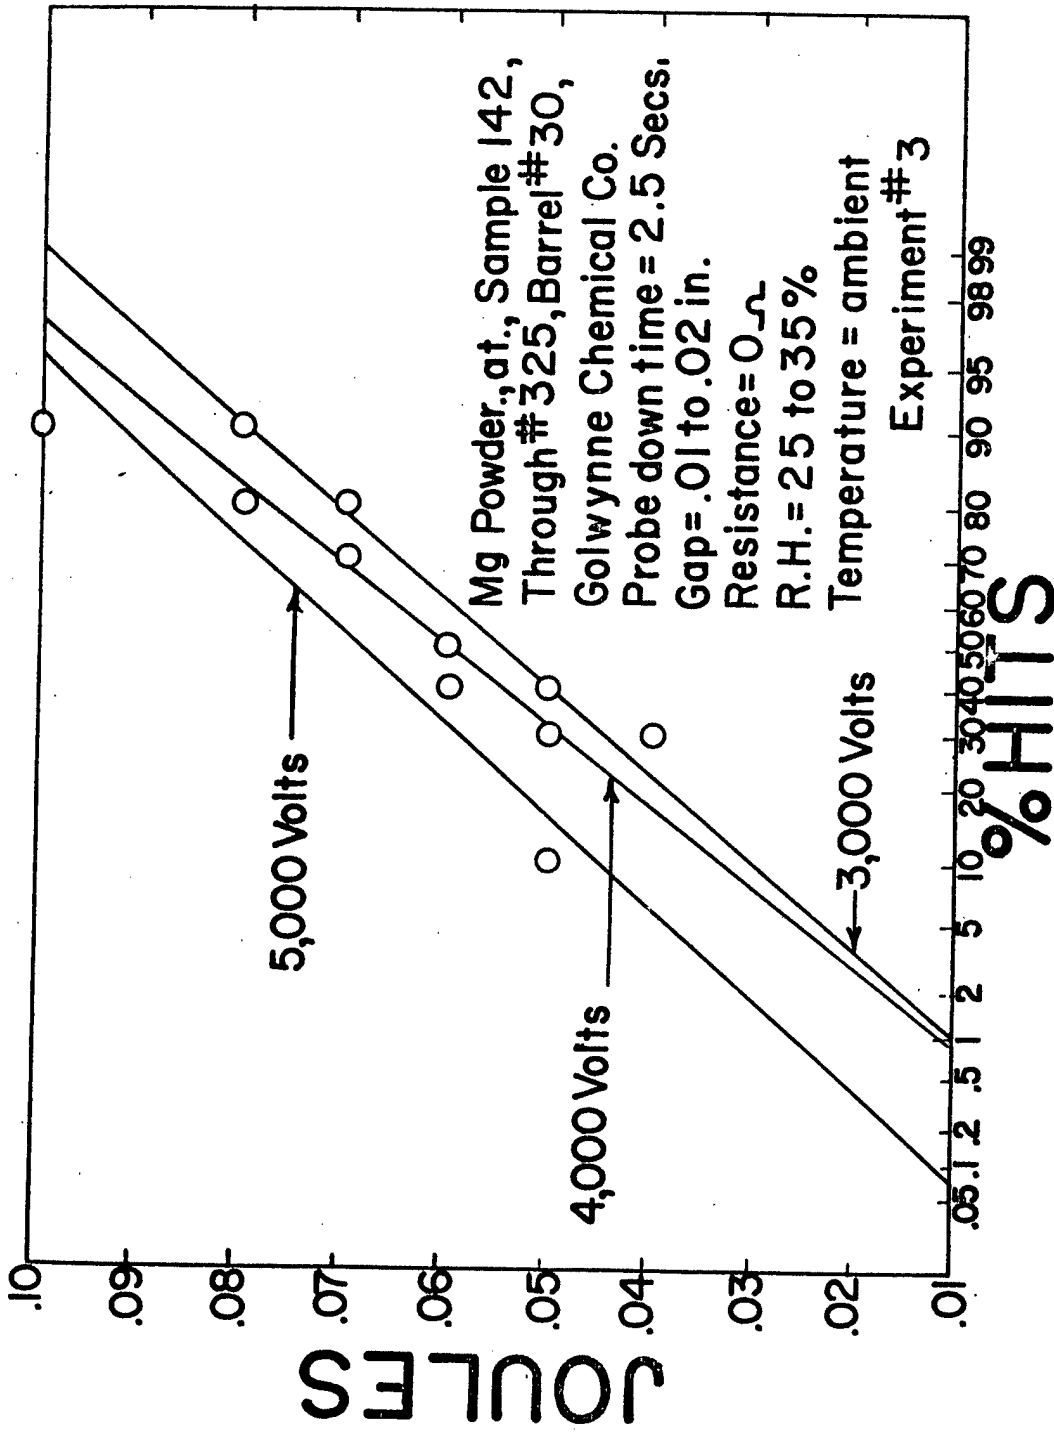 JOULES
.10
.09
.08
.07
.06
.05
.04
.03
.02
.01
5,000 Volts
4,000 Volts
3,000 Volts
Mg Powder., at., Sample 142,
Through #325, Barrel #30,
Golwynne Chemical Co.
Probe down time = 2.5 Secs.
Gap = .01 to .02 in.
Resistance = 0 Ω
R.H. = 25 to 35%
Temperature = ambient
Experiment #3
.05 .1 .2 .5 1 2 5 10 20 30 40 50 60 70 80 90 95 98 99
% HITS